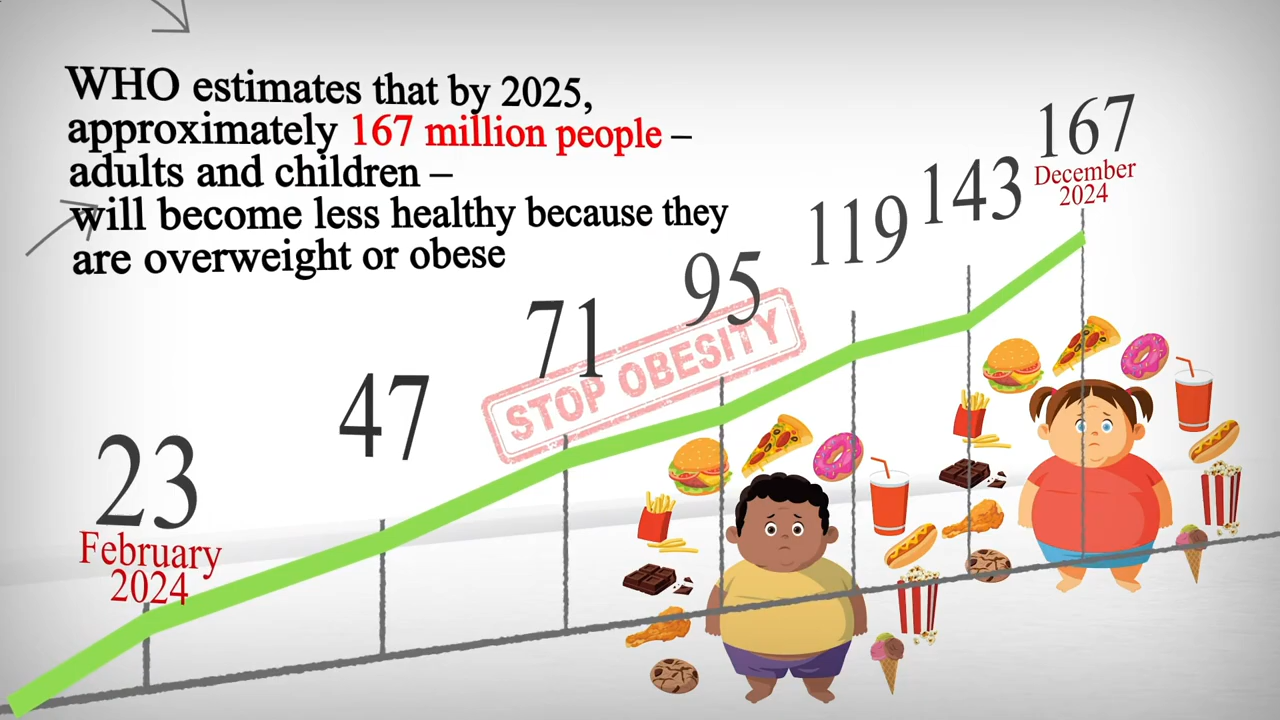 WHO estimates that by 2025,
approximately 167 million people –
adults and children –
will become less healthy because they
are overweight or obese
23
February
2024
47
71
95
119
143
167
December
2024
STOP OBESITY